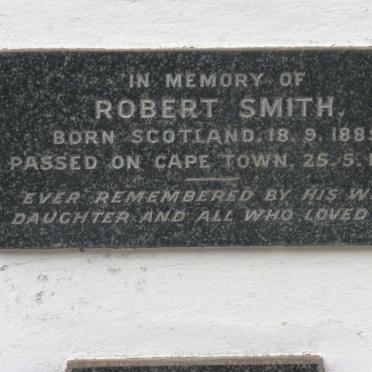 IN MEMORY OF
ROBERT SMITH.
BORN SCOTLAND. 18. 9. 188
PASSED ON CAPE TOWN. 25. 5.
EVER REMEMBERED BY HIS
DAUGHTER AND ALL WHO LOVED